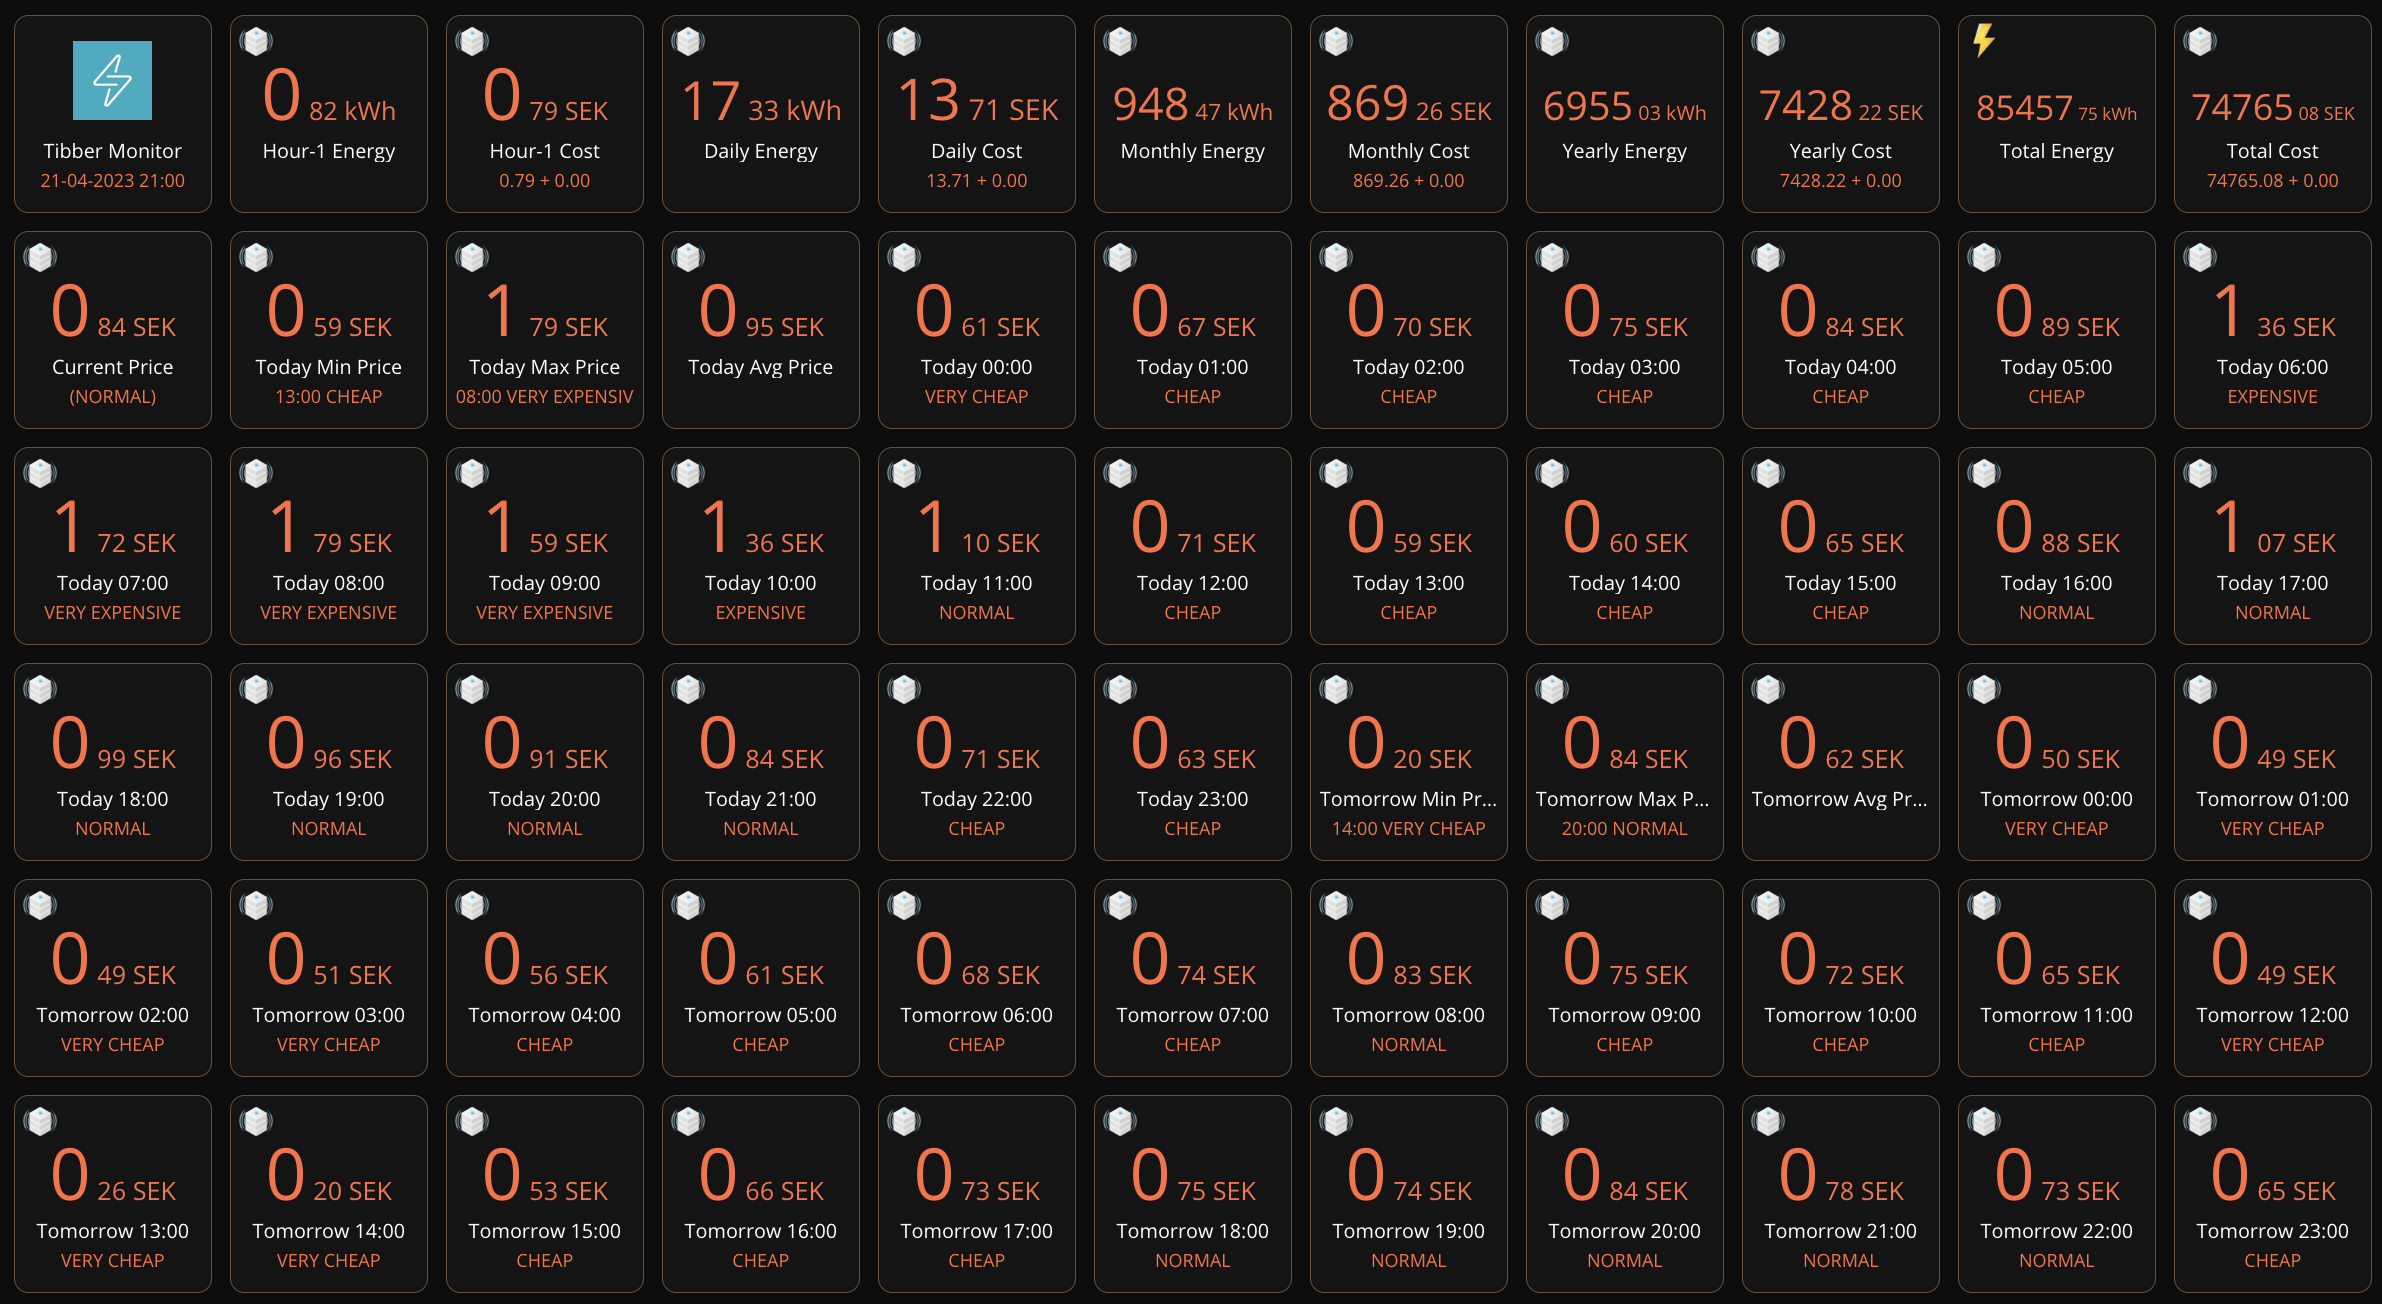 0 82 kWh
0 79 SEK
17 33 kWh
13 71 SEK
948 47 kWh
869 26 SEK
6955 03 kWh
7428 22 SEK
85457 75 kWh
74765 08 SEK
Tibber Monitor
Hour-1 Energy
Hour-1 Cost
Daily Energy
Daily Cost
Monthly Energy
Monthly Cost
Yearly Energy
Yearly Cost
Total Energy
Total Cost
21-04-2023 21:00
0.79 + 0.00
13.71 + 0.00
869.26 + 0.00
7428.22 + 0.00
74765.08 + 0.00
0 84 SEK
Current Price
(NORMAL)
0 59 SEK
Today Min Price
13:00 CHEAP
1 79 SEK
Today Max Price
08:00 VERY EXPENSIV
0 95 SEK
Today Avg Price
0 61 SEK
Today 00:00
VERY CHEAP
0 67 SEK
Today 01:00
CHEAP
0 70 SEK
Today 02:00
CHEAP
0 75 SEK
Today 03:00
CHEAP
0 84 SEK
Today 04:00
CHEAP
0 89 SEK
Today 05:00
CHEAP
1 36 SEK
Today 06:00
EXPENSIVE
1 72 SEK
Today 07:00
VERY EXPENSIVE
1 79 SEK
Today 08:00
VERY EXPENSIVE
1 59 SEK
Today 09:00
VERY EXPENSIVE
1 36 SEK
Today 10:00
EXPENSIVE
1 10 SEK
Today 11:00
NORMAL
0 71 SEK
Today 12:00
CHEAP
0 59 SEK
Today 13:00
CHEAP
0 60 SEK
Today 14:00
CHEAP
0 65 SEK
Today 15:00
CHEAP
0 88 SEK
Today 16:00
NORMAL
1 07 SEK
Today 17:00
NORMAL
0 99 SEK
Today 18:00
NORMAL
0 96 SEK
Today 19:00
NORMAL
0 91 SEK
Today 20:00
NORMAL
0 84 SEK
Today 21:00
NORMAL
0 71 SEK
Today 22:00
CHEAP
0 63 SEK
Today 23:00
CHEAP
0 20 SEK
Tomorrow Min Pr...
14:00 VERY CHEAP
0 84 SEK
Tomorrow Max P...
20:00 NORMAL
0 62 SEK
Tomorrow Avg Pr...
0 50 SEK
Tomorrow 00:00
VERY CHEAP
0 49 SEK
Tomorrow 01:00
VERY CHEAP
0 49 SEK
Tomorrow 02:00
VERY CHEAP
0 51 SEK
Tomorrow 03:00
VERY CHEAP
0 56 SEK
Tomorrow 04:00
CHEAP
0 61 SEK
Tomorrow 05:00
CHEAP
0 68 SEK
Tomorrow 06:00
CHEAP
0 74 SEK
Tomorrow 07:00
CHEAP
0 83 SEK
Tomorrow 08:00
NORMAL
0 75 SEK
Tomorrow 09:00
CHEAP
0 72 SEK
Tomorrow 10:00
CHEAP
0 65 SEK
Tomorrow 11:00
CHEAP
0 49 SEK
Tomorrow 12:00
VERY CHEAP
0 26 SEK
Tomorrow 13:00
VERY CHEAP
0 20 SEK
Tomorrow 14:00
VERY CHEAP
0 53 SEK
Tomorrow 15:00
CHEAP
0 66 SEK
Tomorrow 16:00
CHEAP
0 73 SEK
Tomorrow 17:00
CHEAP
0 75 SEK
Tomorrow 18:00
NORMAL
0 74 SEK
Tomorrow 19:00
NORMAL
0 84 SEK
Tomorrow 20:00
NORMAL
0 78 SEK
Tomorrow 21:00
NORMAL
0 73 SEK
Tomorrow 22:00
NORMAL
0 65 SEK
Tomorrow 23:00
CHEAP